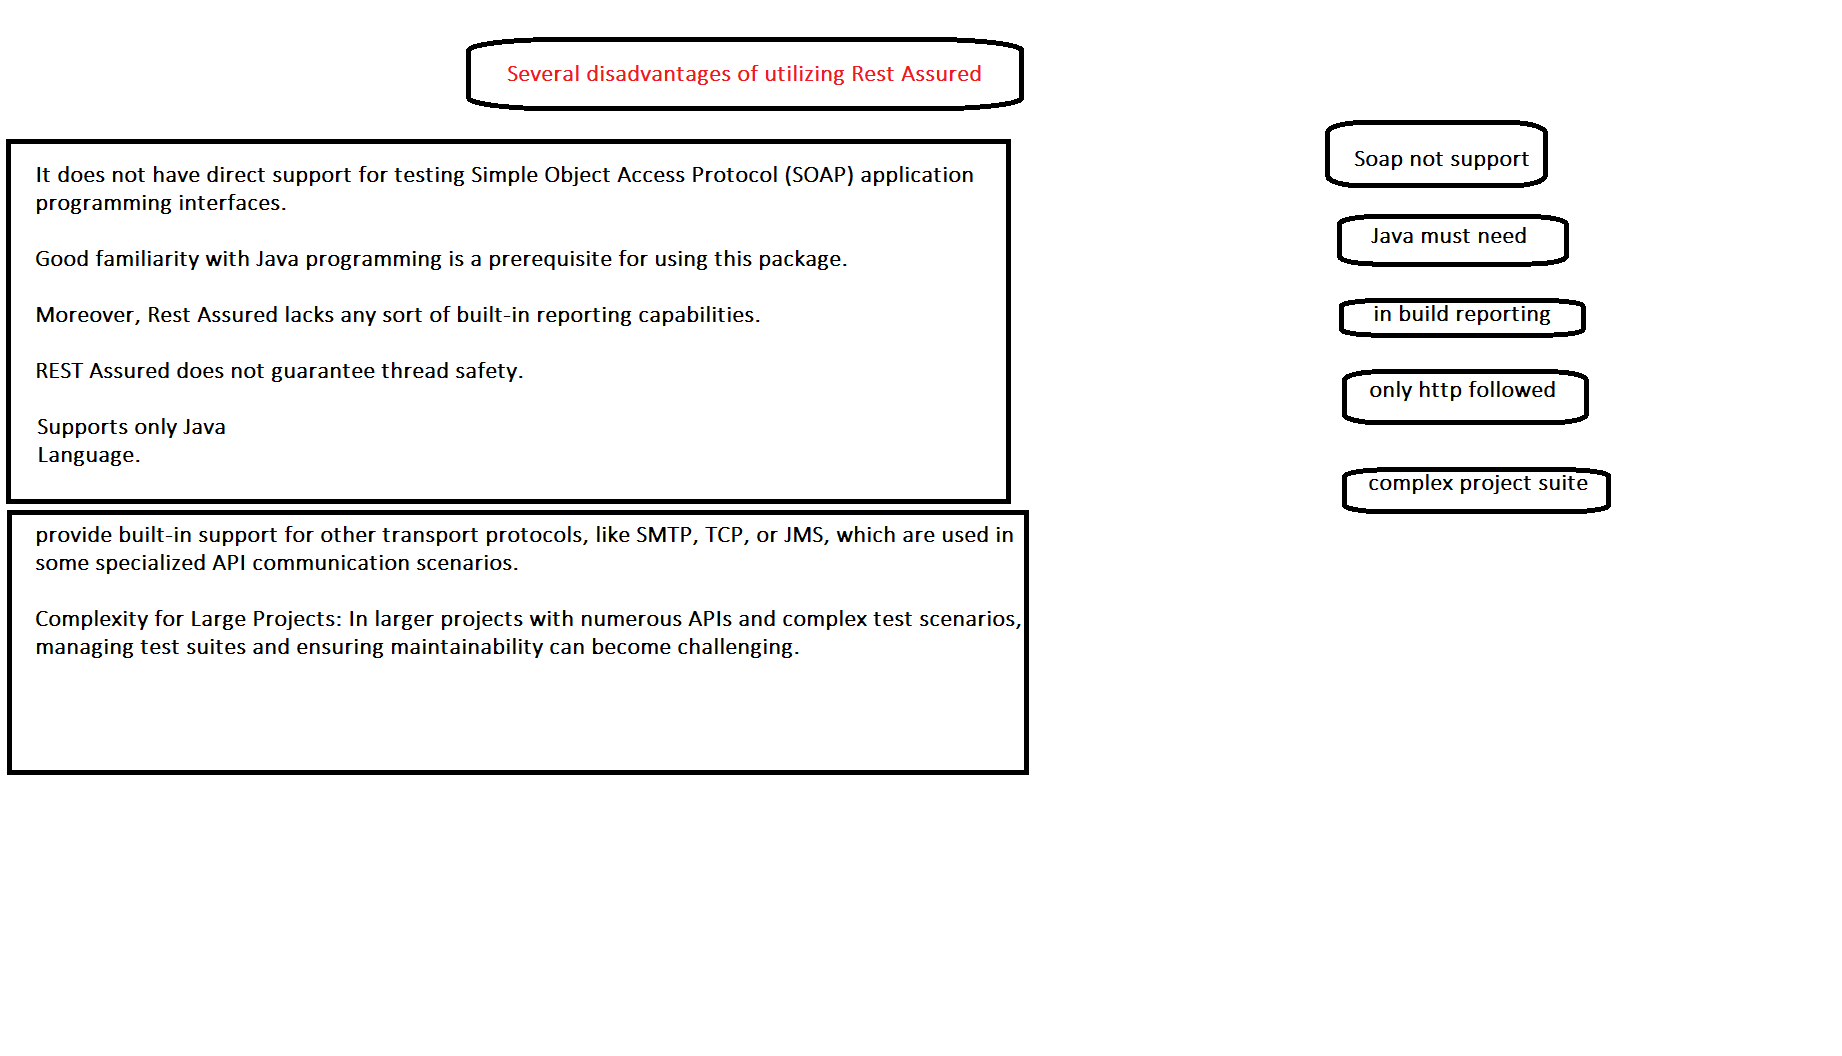 Several disadvantages of utilizing Rest Assured
It does not have direct support for testing Simple Object Access Protocol (SOAP) application
programming interfaces.
Good familiarity with Java programming is a prerequisite for using this package.
Moreover, Rest Assured lacks any sort of built-in reporting capabilities.
REST Assured does not guarantee thread safety.
Supports only Java
Language.
provide built-in support for other transport protocols, like SMTP, TCP, or JMS, which are used in
some specialized API communication scenarios.
Complexity for Large Projects: In larger projects with numerous APIs and complex test scenarios,
managing test suites and ensuring maintainability can become challenging.
Soap not support
Java must need
in build reporting
only http followed
complex project suite